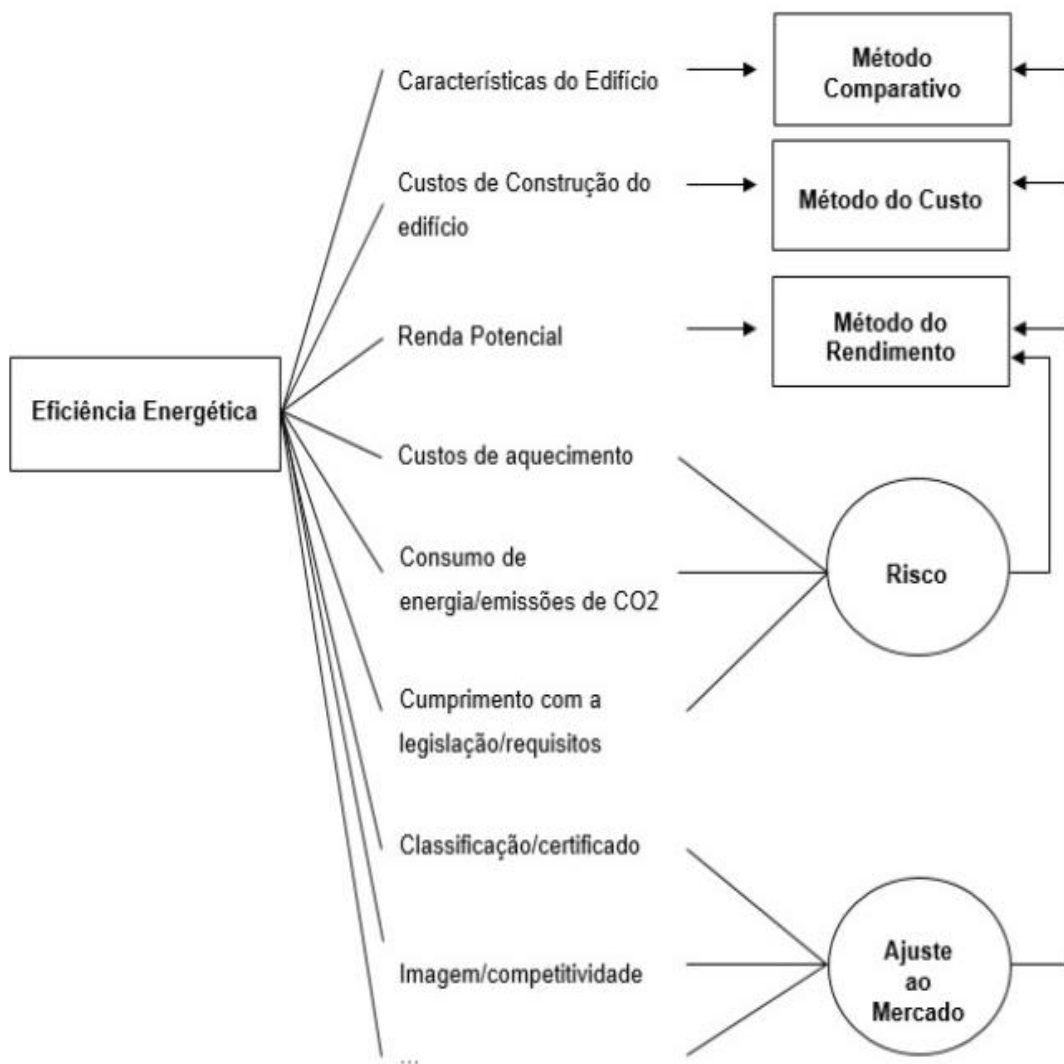 Características do Edifício
Método
Comparativo
Custos de Construção do
edifício
Método do Custo
Renda Potencial
Método do
Rendimento
Eficiência Energética
Custos de aquecimento
Consumo de
energia/emissões de CO2
Risco
Cumprimento com a
legislação/requisitos
Classificação/certificado
Imagem/competitividade
Ajuste
ao
Mercado
...